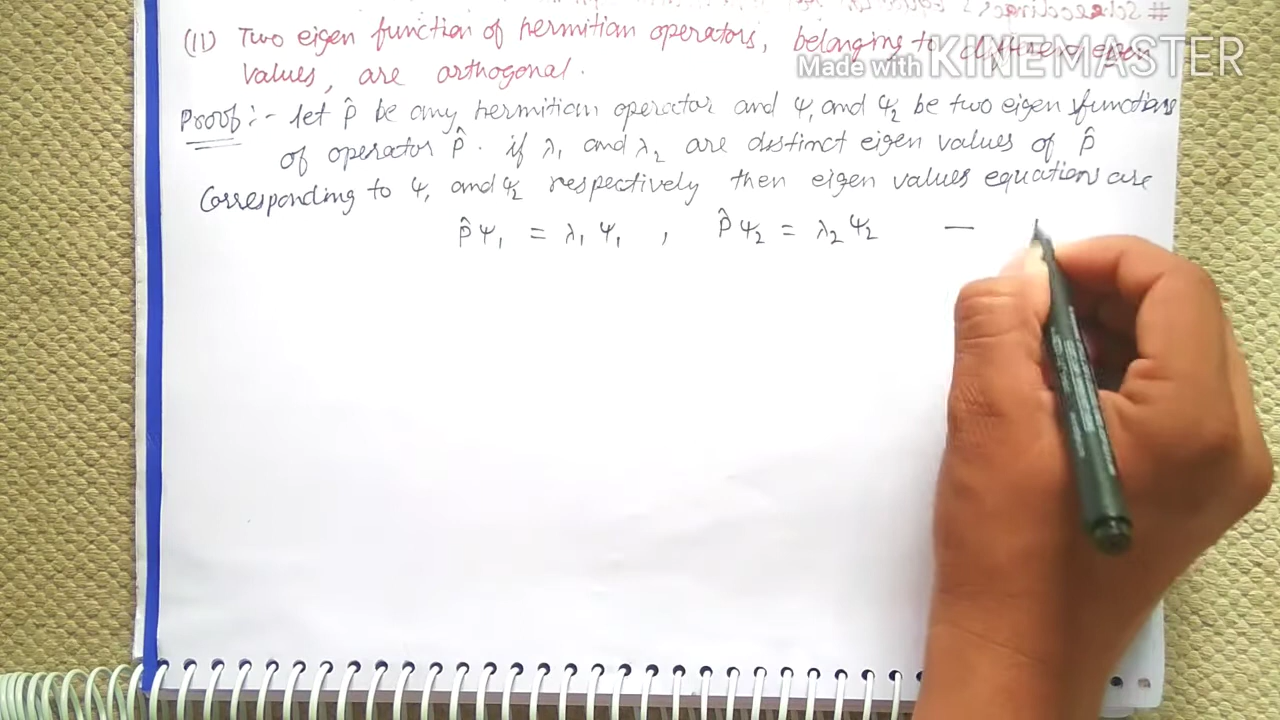 (11) Two eigen function of hermitian operators, belonging to different eigen
values, are orthogonal.
Made with KINEMASTER
Proof :- let P̂ be any hermitian operator and Ψ₁ and Ψ₂ be two eigen functions
of operator P̂. if λ₁ and λ₂ are distinct eigen values of P̂
Corresponding to Ψ₁ and Ψ₂ respectively then eigen values equations are
P̂Ψ₁ = λ₁Ψ₁ , P̂Ψ₂ = λ₂Ψ₂ —